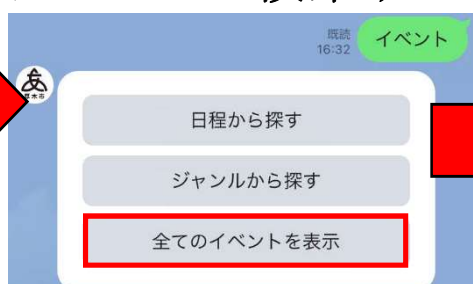 既読
16:32
イベント
日程から探す
ジャンルから探す
全てのイベントを表示